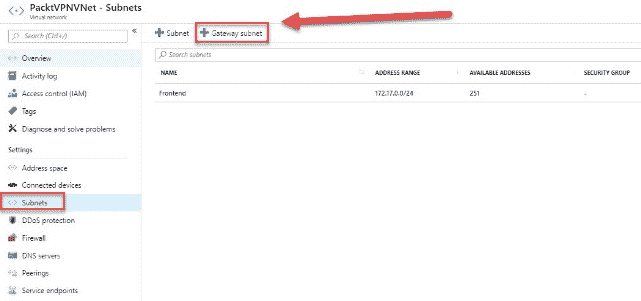 PacktVPNVNet - Subnets
Virtual network
Search (Ctrl+/)
Overview
Activity log
Access control (IAM)
Tags
Diagnose and solve problems
Settings
Address space
Connected devices
Subnets
DDoS protection
Firewall
DNS servers
Peerings
Service endpoints
+ Subnet + Gateway subnet
Search subnets
NAME ADDRESS RANGE AVAILABLE ADDRESSES SECURITY GROUP
Frontend 172.17.0.0/24 251 -